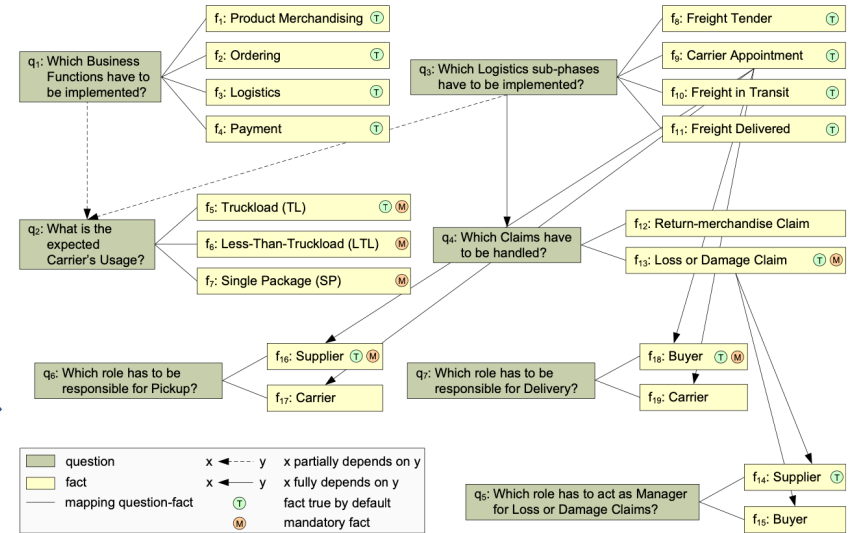 q1: Which Business
Functions have to
be implemented?
f1: Product Merchandising T
f2: Ordering T
f3: Logistics T
f4: Payment T
q3: Which Logistics sub-phases
have to be implemented?
f8: Freight Tender T
f9: Carrier Appointment T
f10: Freight in Transit T
f11: Freight Delivered T
q2: What is the
expected
Carrier's Usage?
f5: Truckload (TL) T M
f6: Less-Than-Truckload (LTL) M
f7: Single Package (SP) M
q4: Which Claims have
to be handled?
f12: Return-merchandise Claim
f13: Loss or Damage Claim T M
q6: Which role has to be
responsible for Pickup?
f16: Supplier T M
f17: Carrier
q7: Which role has to be
responsible for Delivery?
f18: Buyer T M
f19: Carrier
question
fact
mapping question-fact
x y x partially depends on y
x y x fully depends on y
T fact true by default
M mandatory fact
q5: Which role has to act as Manager
for Loss or Damage Claims?
f14: Supplier T
f15: Buyer